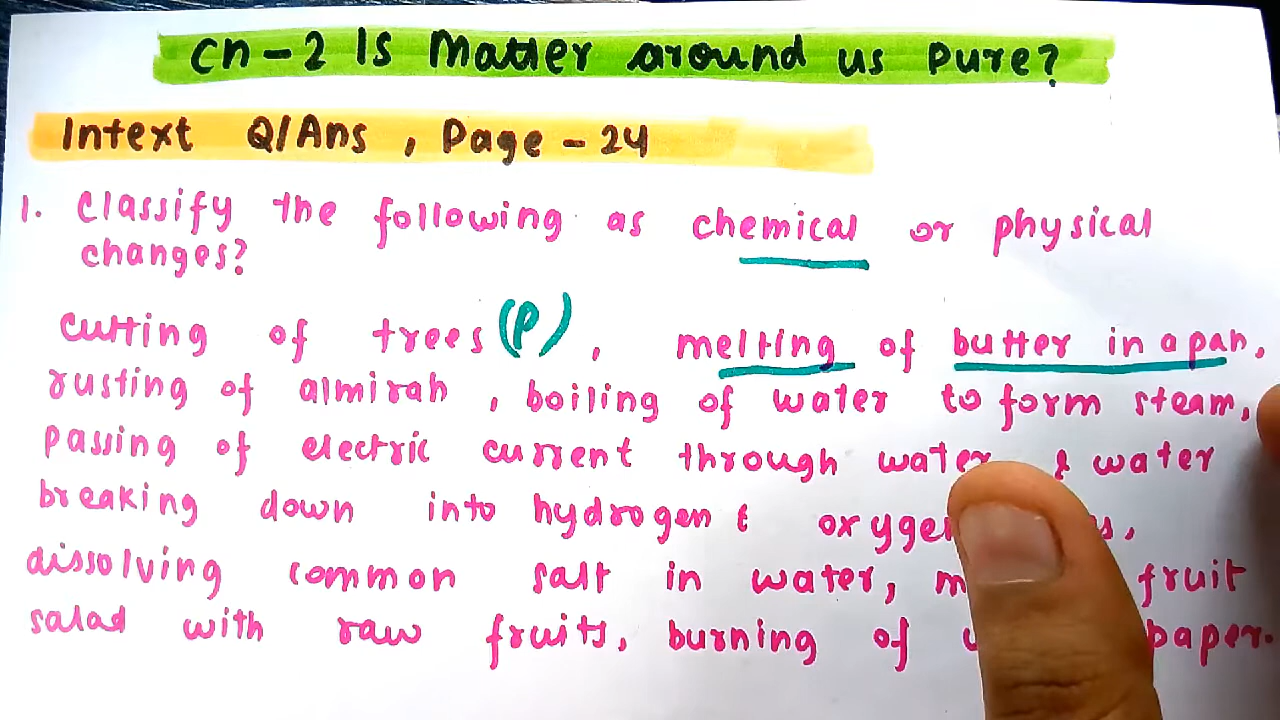 Ch-2 Is Matter around us Pure?
Intext Q/Ans, Page-24
1. Classify the following as chemical or physical
changes?
Cutting of trees (P), melting of butter in a pan,
rusting of almirah, boiling of water to form steam,
passing of electric current through water & water
breaking down into hydrogen &
dissolving common salt in water, fruit
salad with raw fruits, burning of paper.